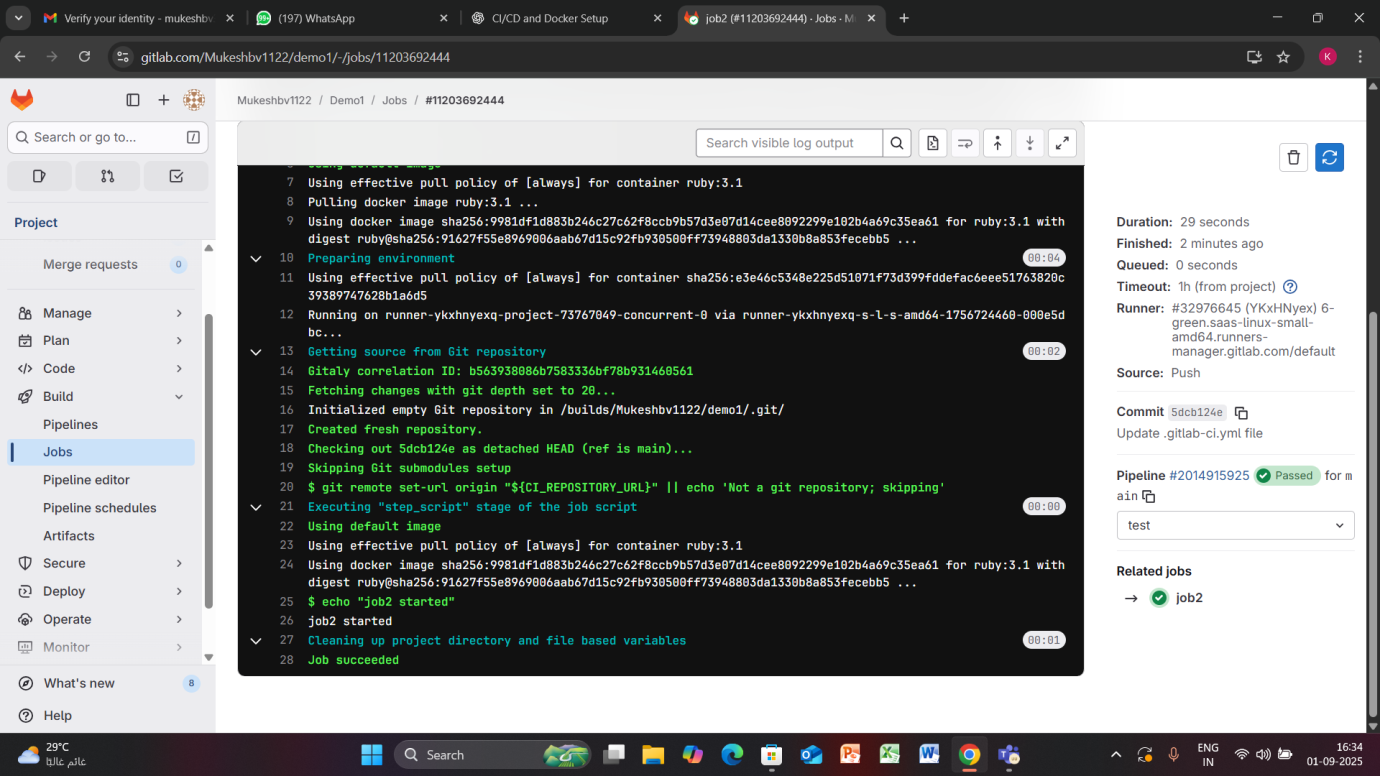 Verify your identity - mukeshbv
(197) WhatsApp
CI/CD and Docker Setup
job2 (#11203692444) · Jobs · M
gitlab.com/Mukeshbv1122/demo1/-/jobs/11203692444
K
Search or go to...
/
Project
Merge requests
0
Manage
Plan
Code
Build
Pipelines
Jobs
Pipeline editor
Pipeline schedules
Artifacts
Secure
Deploy
Operate
Monitor
What's new
8
Help
Mukeshbv1122 / Demo1 / Jobs / #11203692444
Search visible log output
Using default image
7 Using effective pull policy of [always] for container ruby:3.1
8 Pulling docker image ruby:3.1 ...
9 Using docker image sha256:9981df1d883b246c27c62f8ccb9b57d3e07d14cee8092299e102b4a69c35ea61 for ruby:3.1 with
digest ruby@sha256:91627f55e8969006aab67d15c92fb930500ff73948803da1330b8a853fecebb5 ...
10 Preparing environment 00:04
11 Using effective pull policy of [always] for container sha256:e3e46c5348e225d51071f73d399fddefac6eee51763820c
39389747628b1a6d5
12 Running on runner-ykxhnyexq-project-73767049-concurrent-0 via runner-ykxhnyexq-s-l-s-amd64-1756724460-000e5d
bc...
13 Getting source from Git repository 00:02
14 Gitaly correlation ID: b563938086b7583336bf78b931460561
15 Fetching changes with git depth set to 20...
16 Initialized empty Git repository in /builds/Mukeshbv1122/demo1/.git/
17 Created fresh repository.
18 Checking out 5dcb124e as detached HEAD (ref is main)...
19 Skipping Git submodules setup
20 $ git remote set-url origin "${CI_REPOSITORY_URL}" || echo 'Not a git repository; skipping'
21 Executing "step_script" stage of the job script 00:00
22 Using default image
23 Using effective pull policy of [always] for container ruby:3.1
24 Using docker image sha256:9981df1d883b246c27c62f8ccb9b57d3e07d14cee8092299e102b4a69c35ea61 for ruby:3.1 with
digest ruby@sha256:91627f55e8969006aab67d15c92fb930500ff73948803da1330b8a853fecebb5 ...
25 $ echo "job2 started"
26 job2 started
27 Cleaning up project directory and file based variables 00:01
28 Job succeeded
Duration: 29 seconds
Finished: 2 minutes ago
Queued: 0 seconds
Timeout: 1h (from project)
Runner: #32976645 (YKxHNyex) 6-
green.saas-linux-small-
amd64.runners-
manager.gitlab.com/default
Source: Push
Commit 5dcb124e
Update .gitlab-ci.yml file
Pipeline #2014915925 Passed for m
ain
test
Related jobs
→ job2
29°C
غائم غالبًا
Search
ENG
IN
16:34
01-09-2025